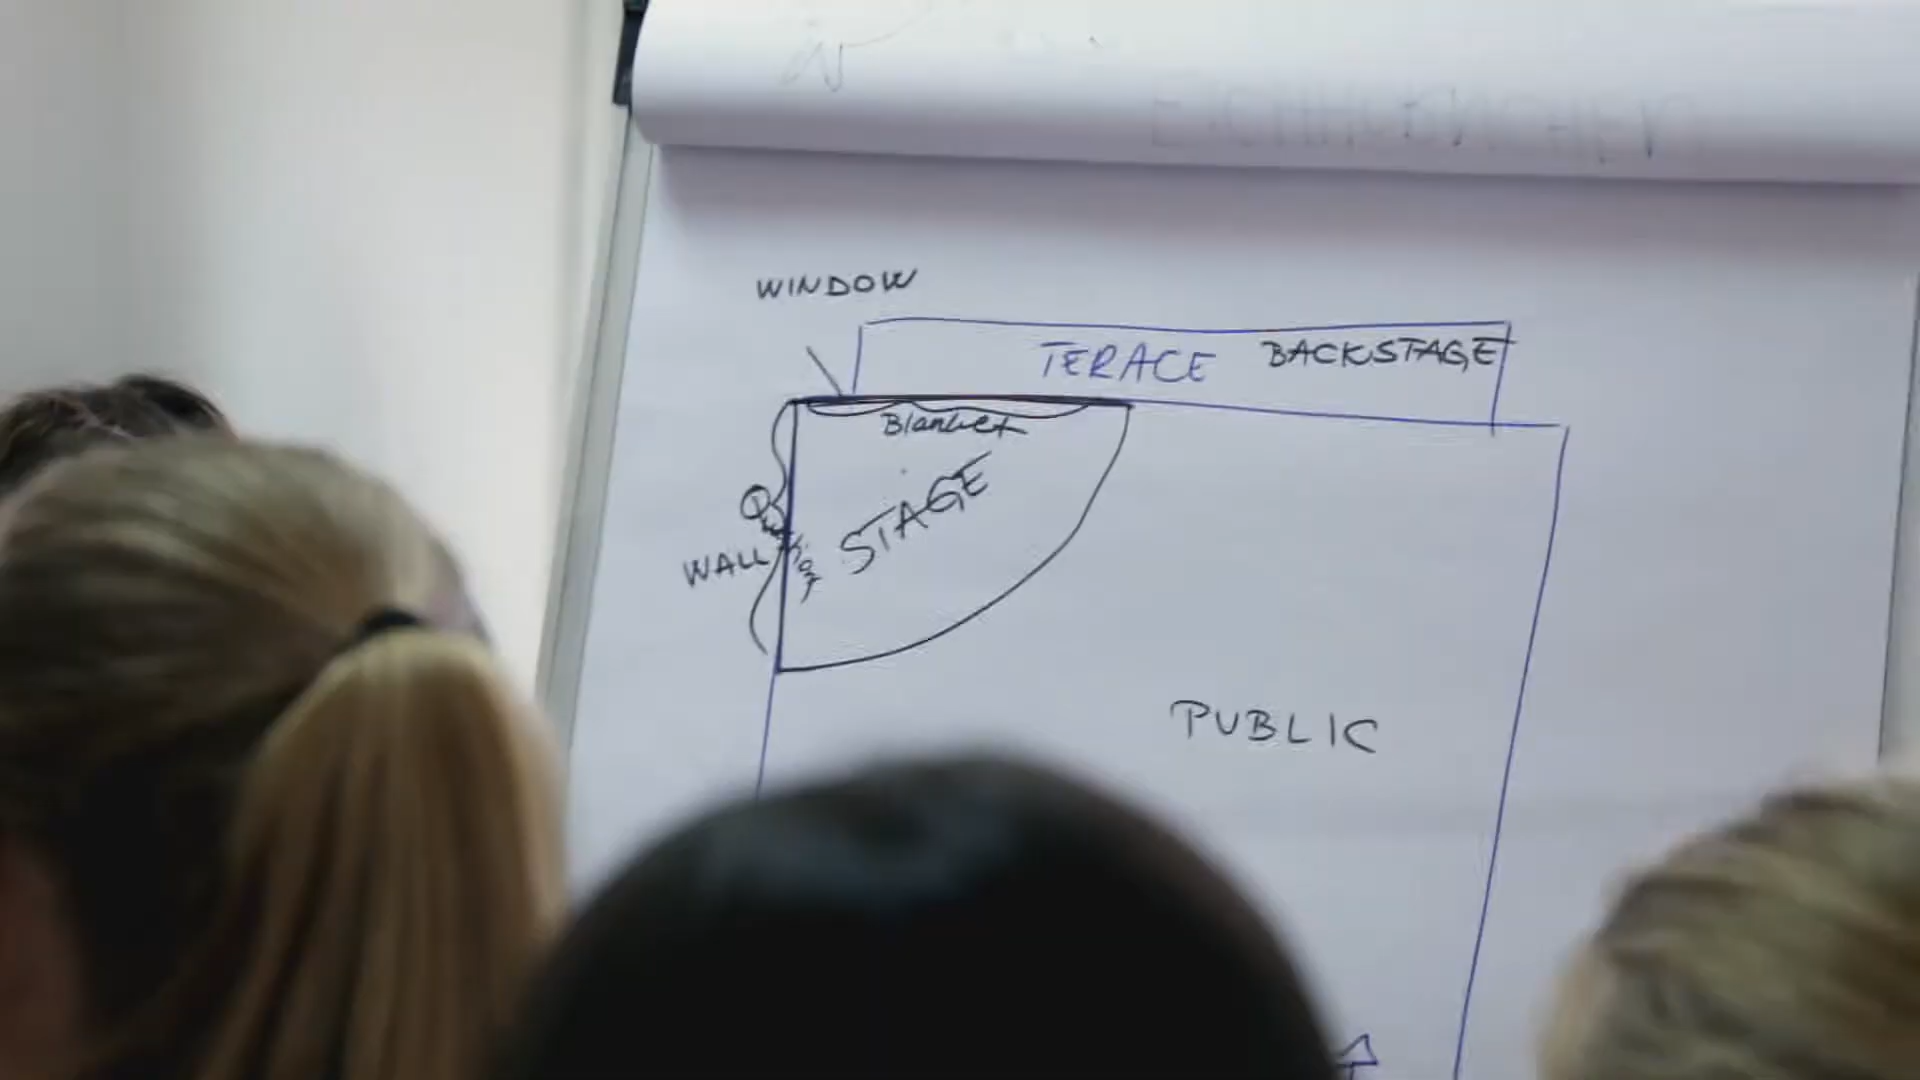 WINDOW
TERACE BACKSTAGE
Blanket
STAGE
WALL
PUBLIC